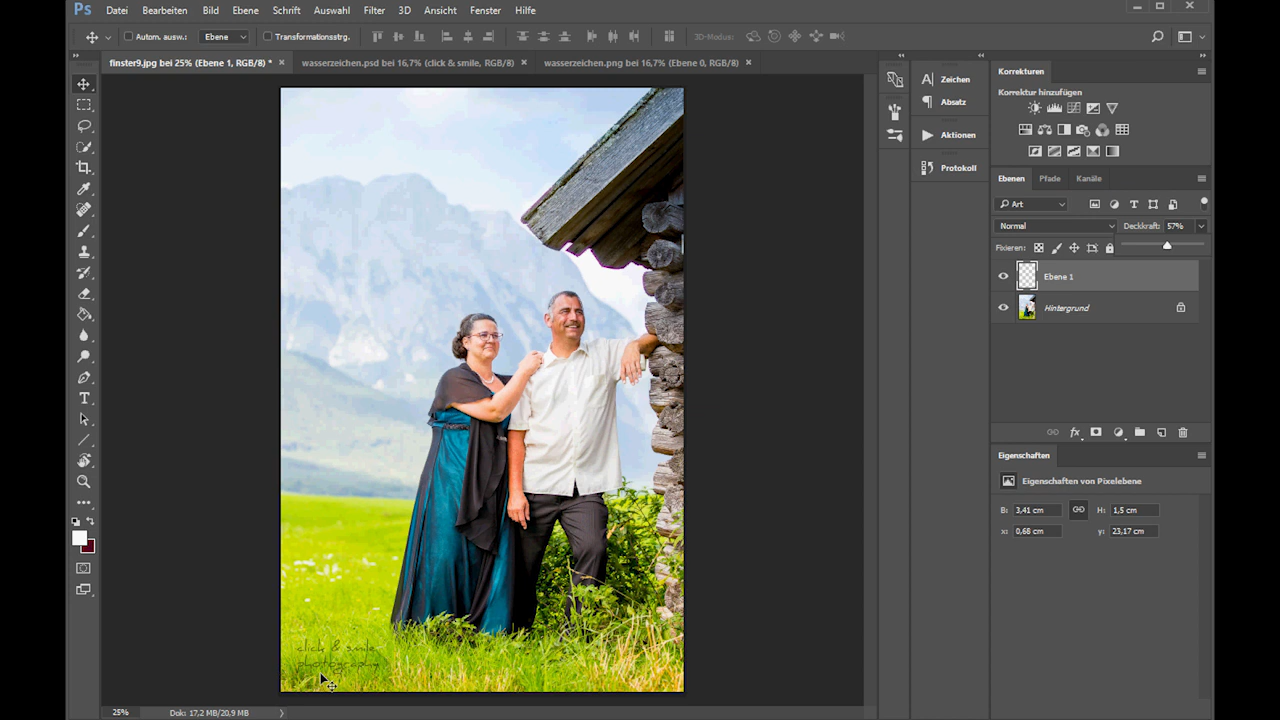 Ps Datei Bearbeiten Bild Ebene Schrift Auswahl Filter 3D Ansicht Fenster Hilfe
Autom. ausw.: Ebene Transformationsstrg. 3D-Modus:
finster9.jpg bei 25% (Ebene 1, RGB/8) * wasserzeichen.psd bei 16,7% (click & smile, RGB/8) wasserzeichen.png bei 16,7% (Ebene 0, RGB/8)
Zeichen
Absatz
Aktionen
Protokoll
Korrekturen
Korrektur hinzufügen
Ebenen Pfade Kanäle
Art
Normal Deckkraft: 57%
Fixieren:
Ebene 1
Hintergrund
fx
Eigenschaften
Eigenschaften von Pixelebene
B: 3,41 cm H: 1,5 cm
x: 0,68 cm y: 23,17 cm
click & smile
photography
25% Dok: 17,2 MB/20,9 MB